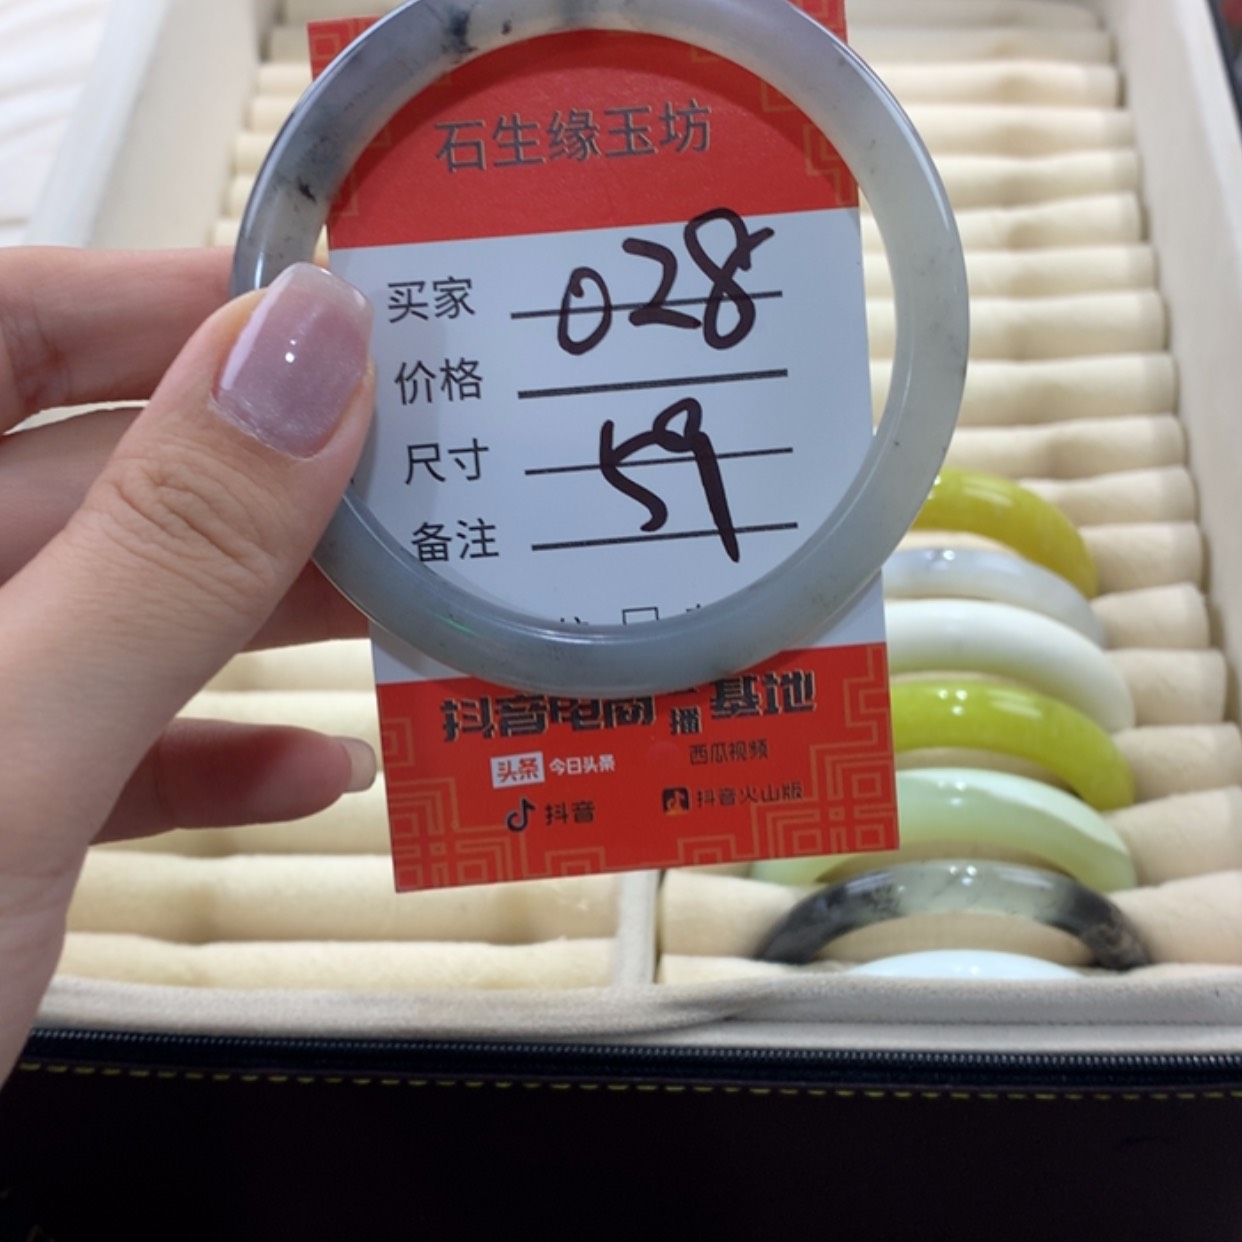 石生缘玉坊
买家 028
价格
尺寸 59
备注
抖音电商直播基地
头条 今日头条
西瓜视频
抖音
抖音火山版